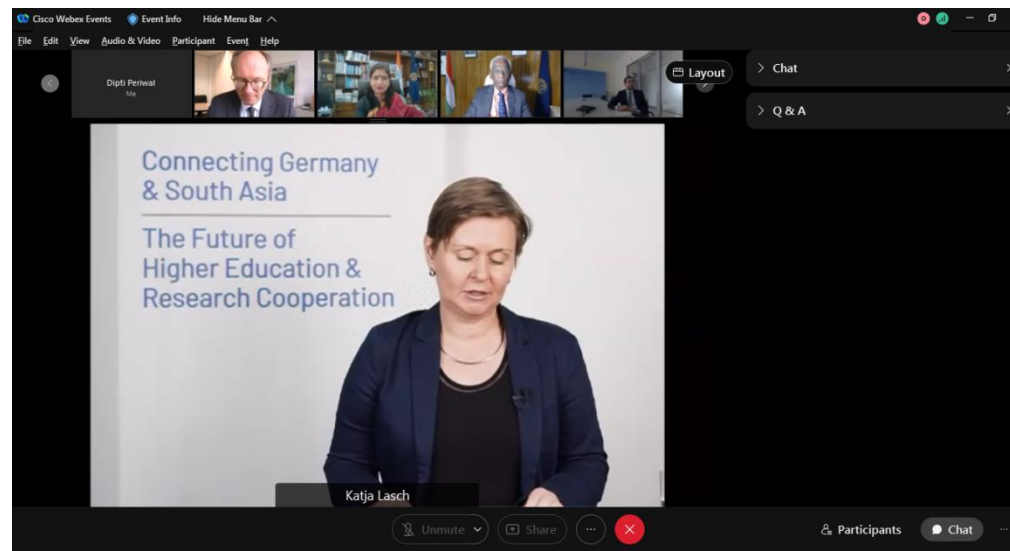 Cisco Webex Events Event Info Hide Menu Bar
File Edit View Audio & Video Participant Event Help
Dipti Periwal
Me
Layout
Chat
Q & A
Connecting Germany
& South Asia
The Future of
Higher Education &
Research Cooperation
Katja Lasch
Unmute Share
Participants Chat